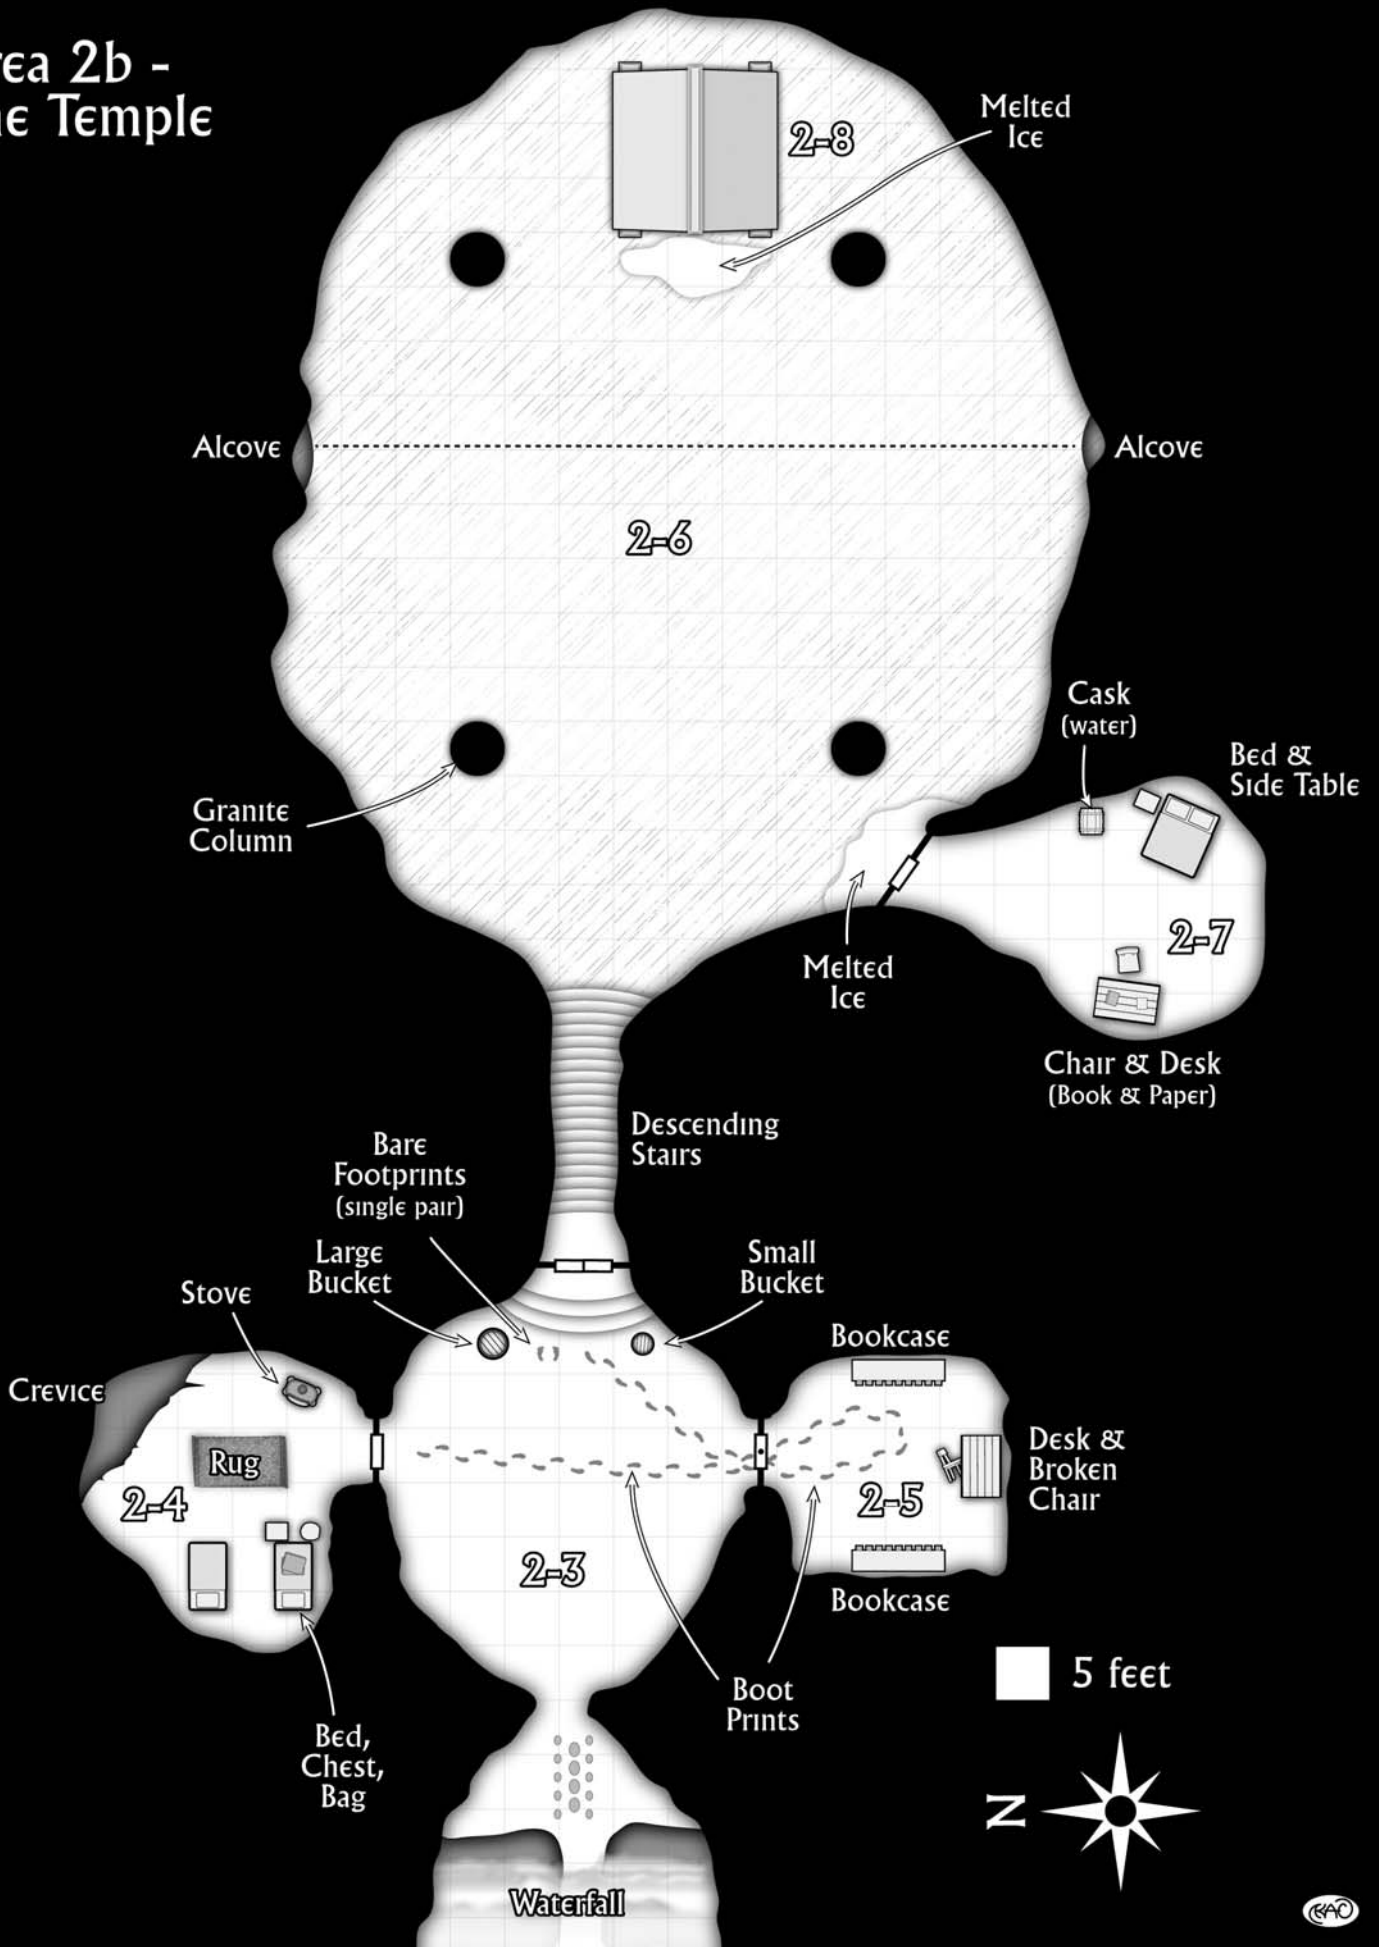 ea 2b -
e Temple
2-8
Melted
Ice
Alcove
Alcove
2-6
Cask
(water)
Bed &
Side Table
Granite
Column
2-7
Melted
Ice
Chair & Desk
(Book & Paper)
Descending
Stairs
Bare
Footprints
(single pair)
Large
Bucket
Small
Bucket
Stove
Bookcase
Crevice
Rug
Desk &
Broken
Chair
2-4
2-5
2-3
Bookcase
5 feet
Boot
Prints
Bed,
Chest,
Bag
N
Waterfall